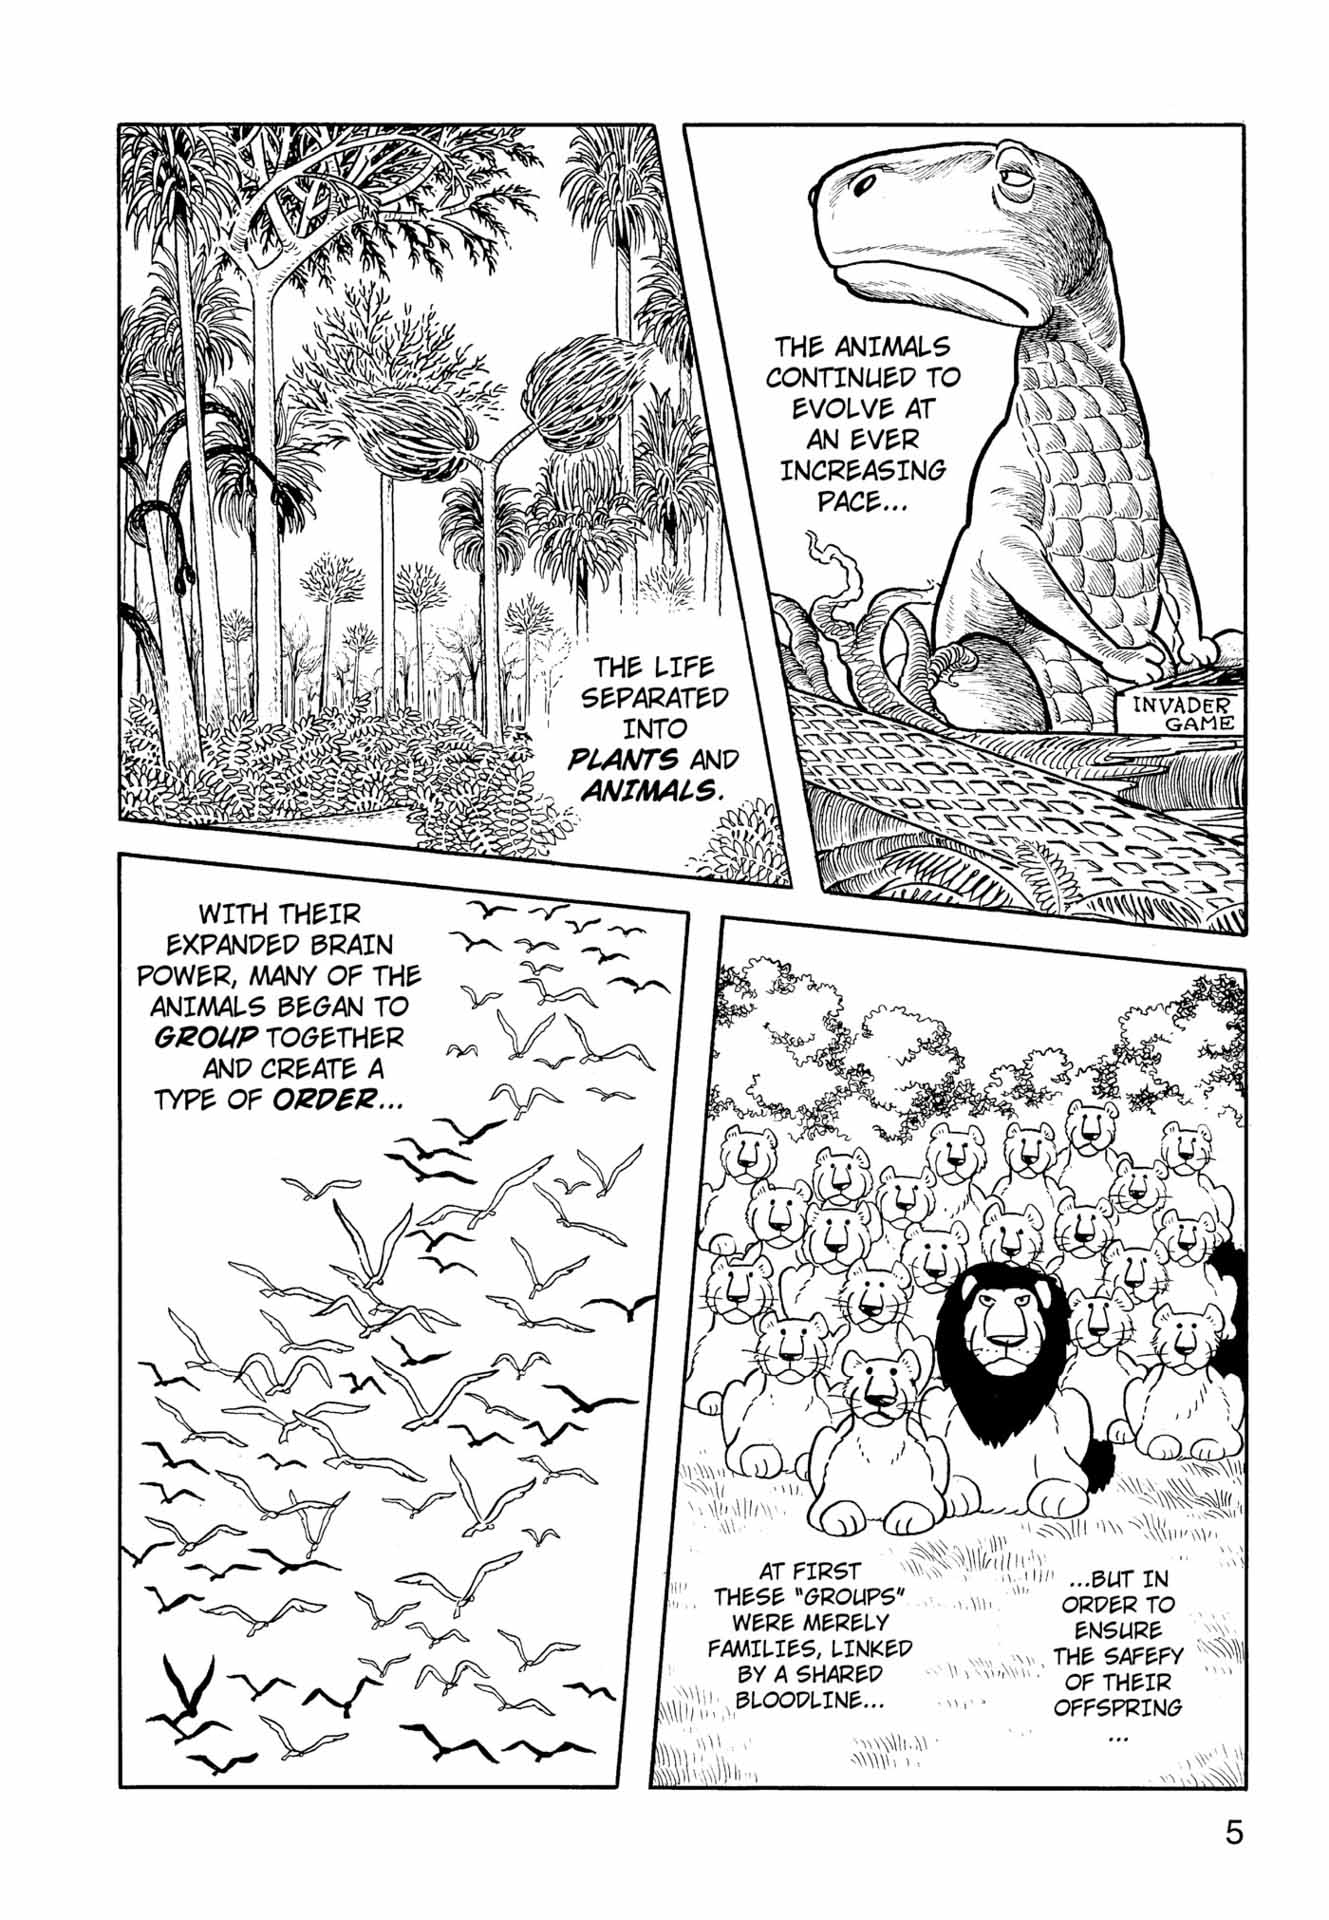 THE LIFE
SEPARATED
INTO
PLANTS AND
ANIMALS.
THE ANIMALS
CONTINUED TO
EVOLVE AT
AN EVER
INCREASING
PACE...
INVADER
GAME
WITH THEIR
EXPANDED BRAIN
POWER, MANY OF THE
ANIMALS BEGAN TO
GROUP TOGETHER
AND CREATE A
TYPE OF ORDER...
AT FIRST
THESE "GROUPS"
WERE MERELY
FAMILIES, LINKED
BY A SHARED
BLOODLINE...
...BUT IN
ORDER TO
ENSURE
THE SAFEFY
OF THEIR
OFFSPRING
...
5